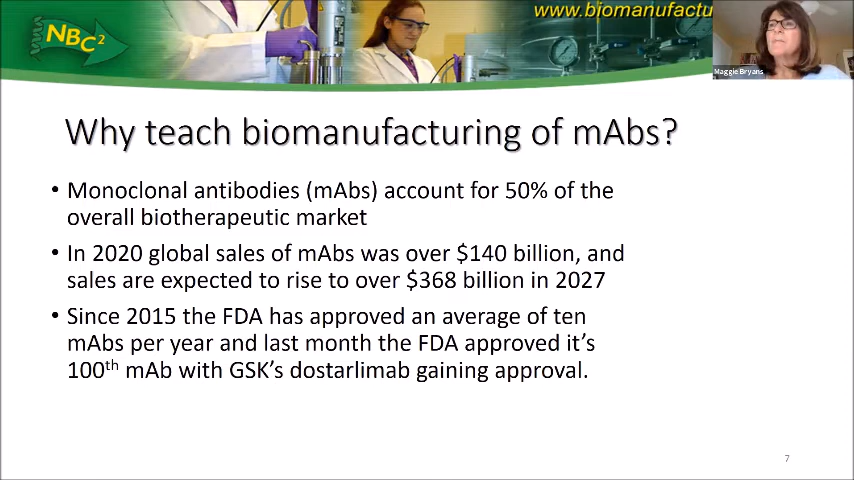 NBC2
www.biomanufactu
Maggie Bryans
Why teach biomanufacturing of mAbs?
• Monoclonal antibodies (mAbs) account for 50% of the
overall biotherapeutic market
• In 2020 global sales of mAbs was over $140 billion, and
sales are expected to rise to over $368 billion in 2027
• Since 2015 the FDA has approved an average of ten
mAbs per year and last month the FDA approved it’s
100th mAb with GSK’s dostarlimab gaining approval.
7